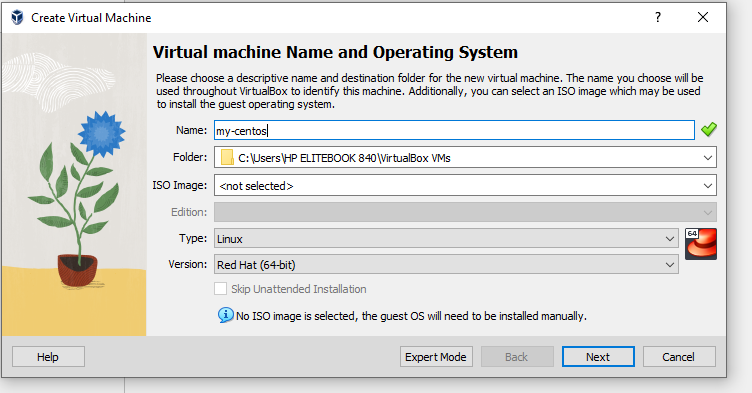 Create Virtual Machine
Virtual machine Name and Operating System
Please choose a descriptive name and destination folder for the new virtual machine. The name you choose will be
used throughout VirtualBox to identify this machine. Additionally, you can select an ISO image which may be used
to install the guest operating system.
Name: my-centos
Folder: C:\Users\HP ELITEBOOK 840\VirtualBox VMs
ISO Image: <not selected>
Edition:
Type: Linux
64
Version: Red Hat (64-bit)
Skip Unattended Installation
No ISO image is selected, the guest OS will need to be installed manually.
Help Expert Mode Back Next Cancel